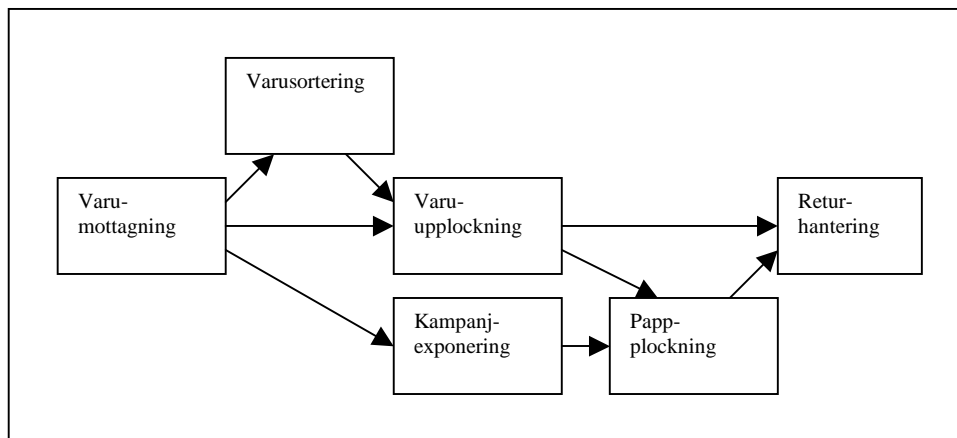 Varusortering
Varu-
mottagning
Varu-
upplockning
Retur-
hantering
Kampanj-
exponering
Papp-
plockning